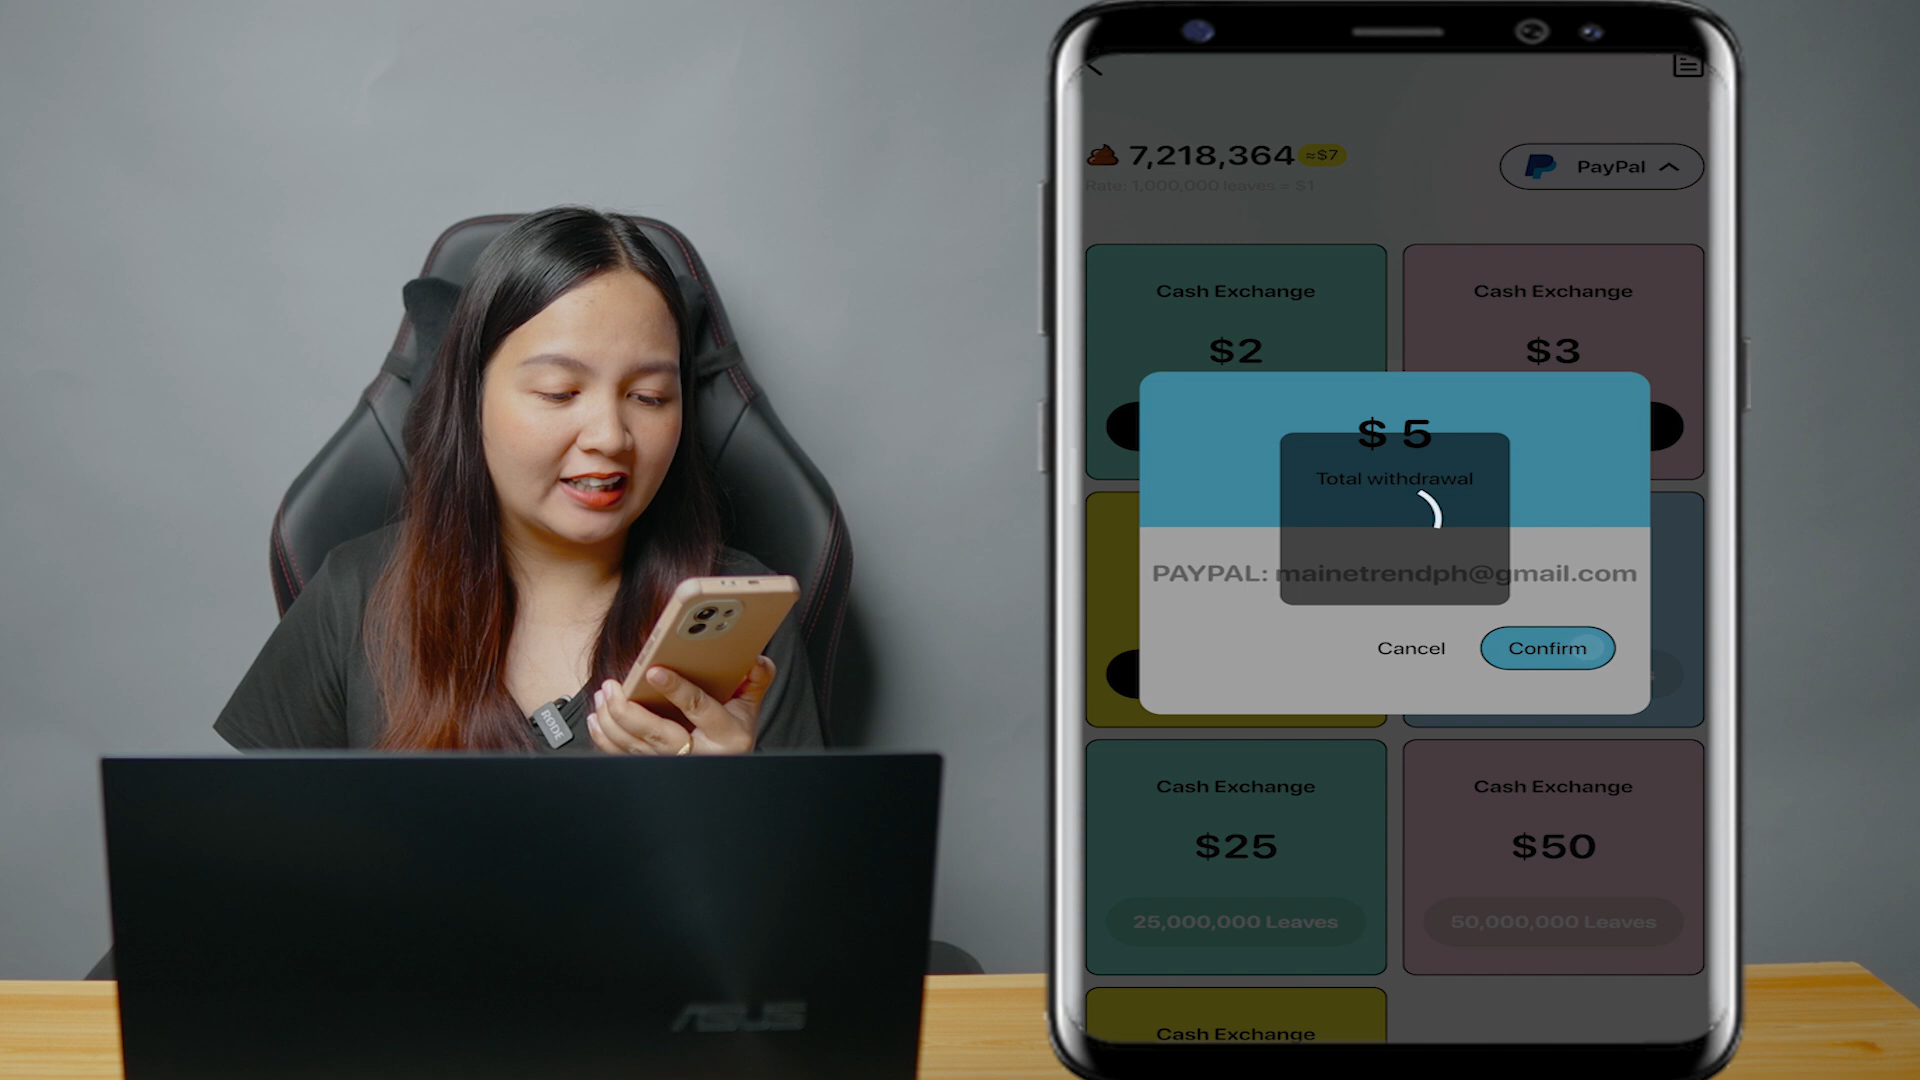 7,218,364 ≈$7
Rate: 1,000,000 leaves = $1
PayPal
Cash Exchange
$2
Cash Exchange
$3
$ 5
Total withdrawal
PAYPAL: mainetrendph@gmail.com
Cancel
Confirm
Cash Exchange
$25
25,000,000 Leaves
Cash Exchange
$50
50,000,000 Leaves
Cash Exchange
RODE
ASUS